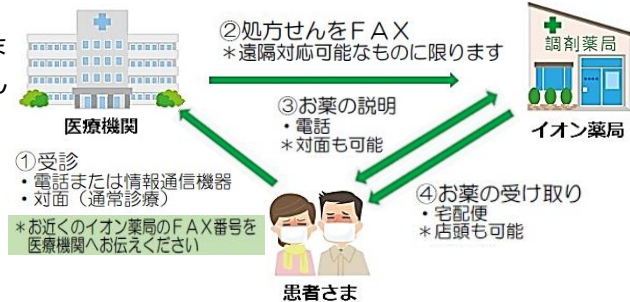 ま
ん
②処方せんをＦＡＸ
＊遠隔対応可能なものに限ります
調剤薬局
医療機関
イオン薬局
③お薬の説明
・電話
＊対面も可能
①受診
・電話または情報通信機器
・対面（通常診療）
＊お近くのイオン薬局のＦＡＸ番号を
医療機関へお伝えください
④お薬の受け取り
・宅配便
＊店頭も可能
患者さま